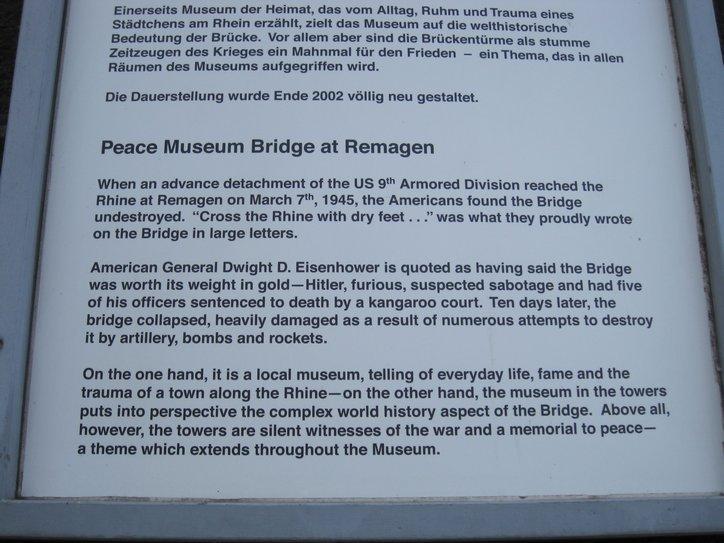 Einerseits Museum der Heimat, das vom Alltag, Ruhm und Trauma eines
Städtchens am Rhein erzählt, zielt das Museum auf die welthistorische
Bedeutung der Brücke. Vor allem aber sind die Brückentürme als stumme
Zeitzeugen des Krieges ein Mahnmal für den Frieden – ein Thema, das in allen
Räumen des Museums aufgegriffen wird.
Die Dauerstellung wurde Ende 2002 völlig neu gestaltet.
Peace Museum Bridge at Remagen
When an advance detachment of the US 9th Armored Division reached the
Rhine at Remagen on March 7th, 1945, the Americans found the Bridge
undestroyed. “Cross the Rhine with dry feet . . .” was what they proudly wrote
on the Bridge in large letters.
American General Dwight D. Eisenhower is quoted as having said the Bridge
was worth its weight in gold—Hitler, furious, suspected sabotage and had five
of his officers sentenced to death by a kangaroo court. Ten days later, the
bridge collapsed, heavily damaged as a result of numerous attempts to destroy
it by artillery, bombs and rockets.
On the one hand, it is a local museum, telling of everyday life, fame and the
trauma of a town along the Rhine—on the other hand, the museum in the towers
puts into perspective the complex world history aspect of the Bridge. Above all,
however, the towers are silent witnesses of the war and a memorial to peace—
a theme which extends throughout the Museum.